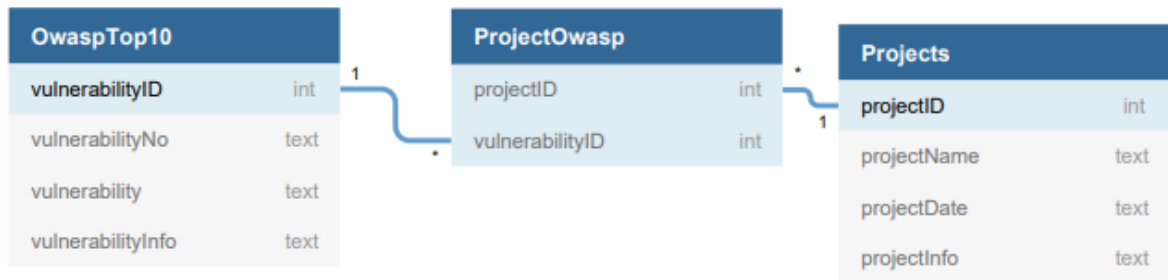 OwaspTop10
vulnerabilityID int
vulnerabilityNo text
vulnerability text
vulnerabilityInfo text
1
*
ProjectOwasp
projectID int
vulnerabilityID int
*
1
Projects
projectID int
projectName text
projectDate text
projectInfo text